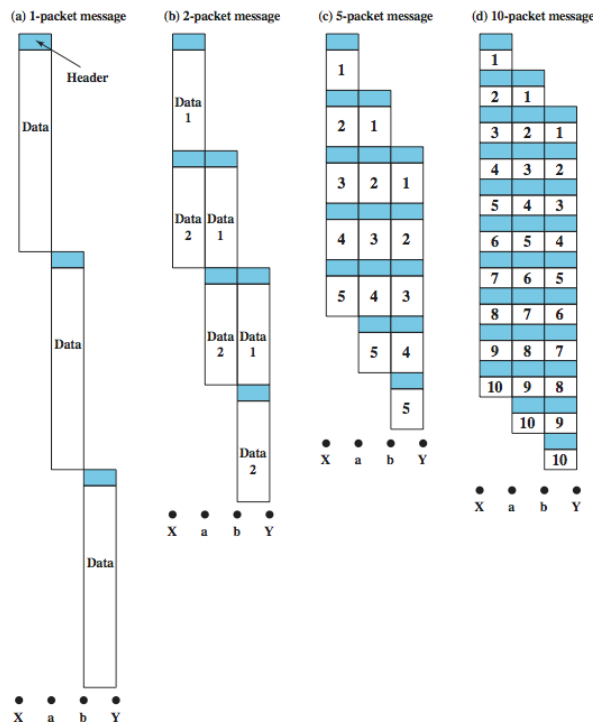 (a) 1-packet message (b) 2-packet message (c) 5-packet message (d) 10-packet message
Header
Data
Data
Data
X a b Y
Data
1
Data Data
2 1
Data Data
2 1
Data
2
X a b Y
1
2 1
3 2 1
4 3 2
5 4 3
5 4
5
X a b Y
1
2 1
3 2 1
4 3 2
5 4 3
6 5 4
7 6 5
8 7 6
9 8 7
10 9 8
10 9
10
X a b Y